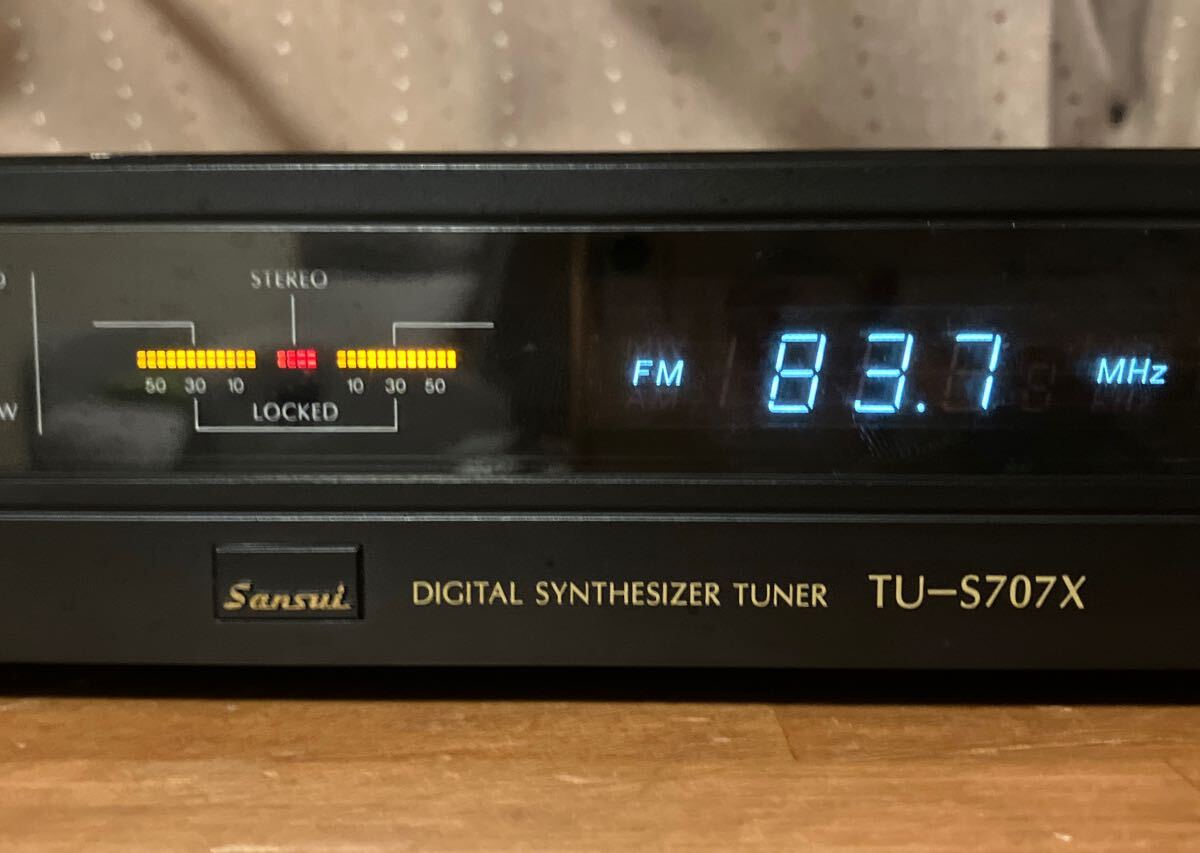 STEREO
50 30 10 10 30 50
LOCKED
FM 83.7 MHz
Sansui DIGITAL SYNTHESIZER TUNER TU-S707X